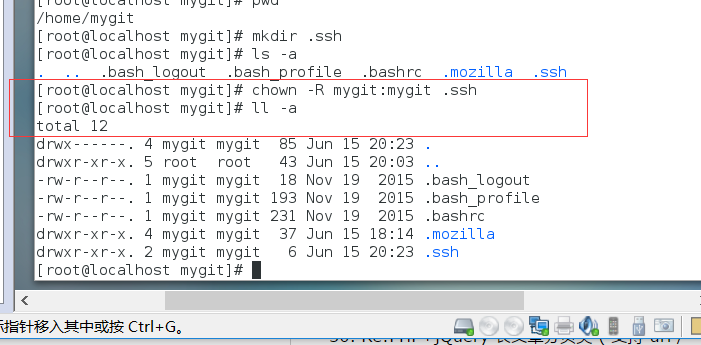 [root@localhost mygit]# pwd
/home/mygit
[root@localhost mygit]# mkdir .ssh
[root@localhost mygit]# ls -a
.  ..  .bash_logout  .bash_profile  .bashrc  .mozilla  .ssh
[root@localhost mygit]# chown -R mygit:mygit .ssh
[root@localhost mygit]# ll -a
total 12
drwx------. 4 mygit mygit  85 Jun 15 20:23 .
drwxr-xr-x. 5 root  root   43 Jun 15 20:03 ..
-rw-r--r--. 1 mygit mygit  18 Nov 19  2015 .bash_logout
-rw-r--r--. 1 mygit mygit 193 Nov 19  2015 .bash_profile
-rw-r--r--. 1 mygit mygit 231 Nov 19  2015 .bashrc
drwxr-xr-x. 4 mygit mygit  37 Jun 15 18:14 .mozilla
drwxr-xr-x. 2 mygit mygit   6 Jun 15 20:23 .ssh
[root@localhost mygit]#
指针移入其中或按 Ctrl+G。